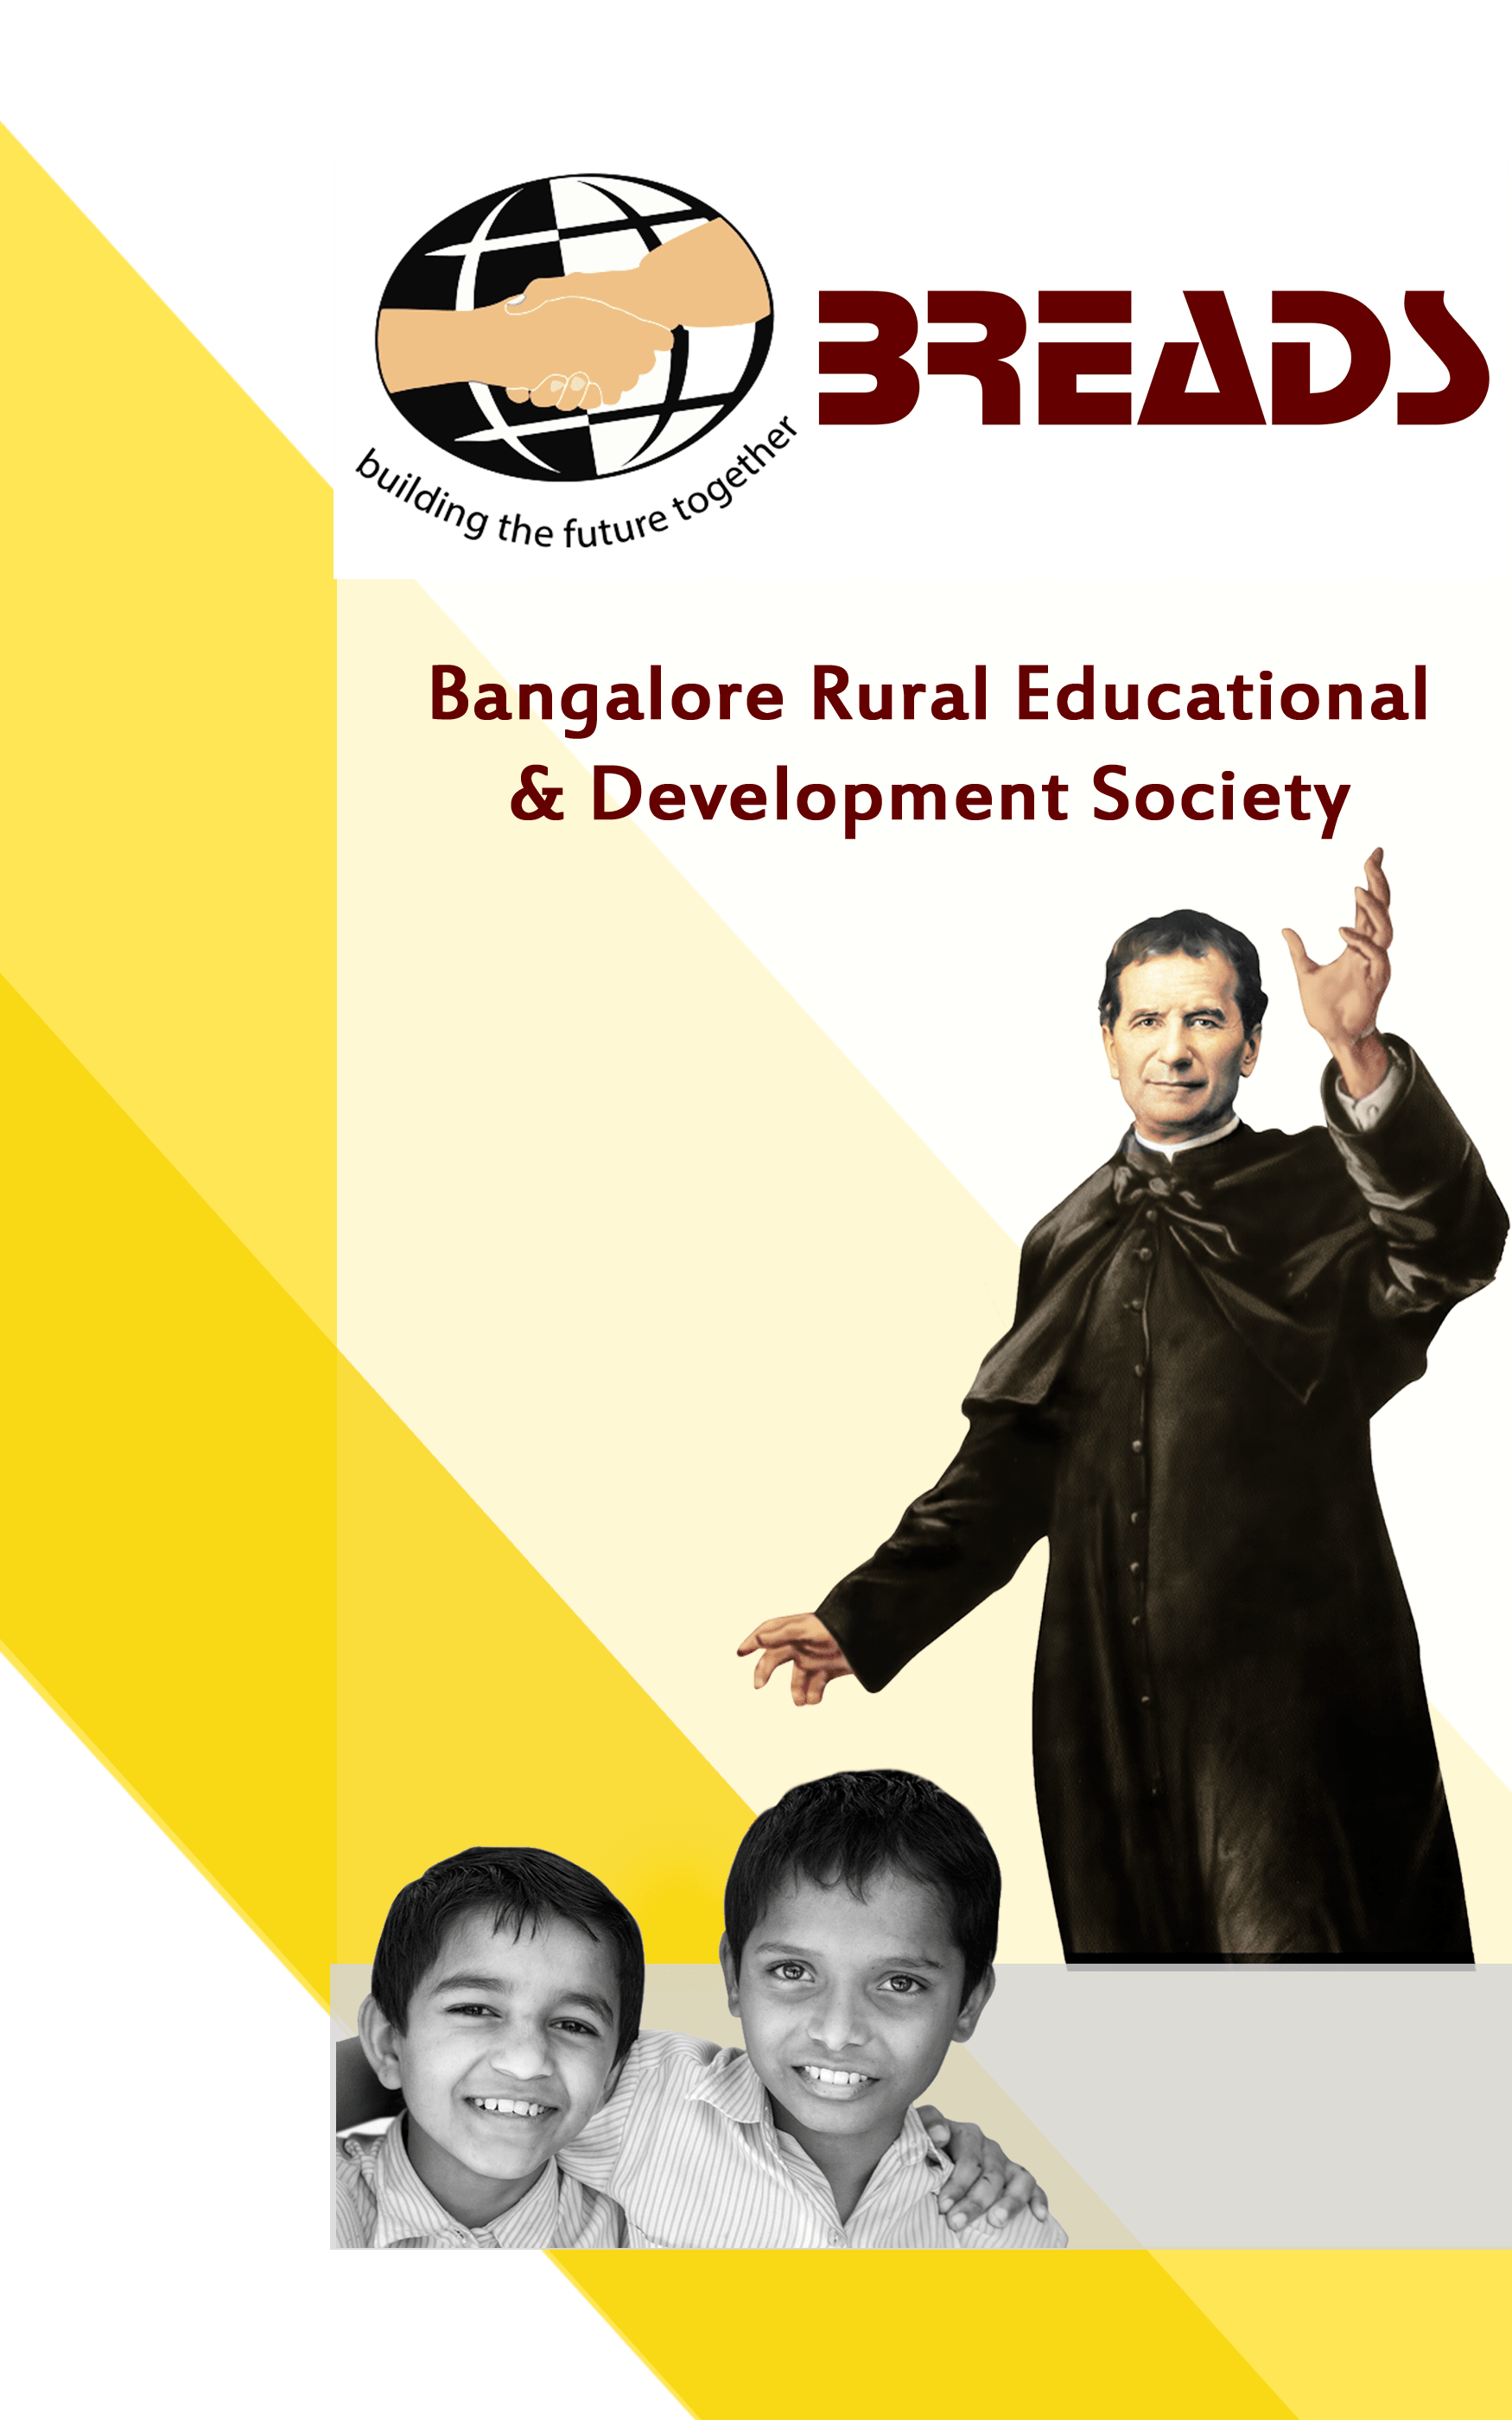 BREADS
building the future together
Bangalore Rural Educational
& Development Society